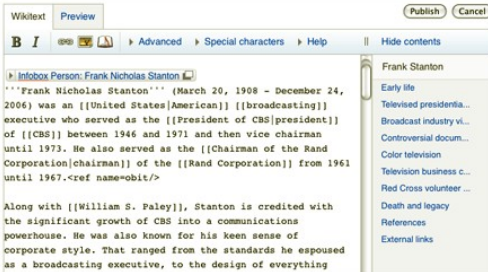 Wikitext Preview Publish Cancel
B I Advanced Special characters Help Hide contents
Infobox Person: Frank Nicholas Stanton
'''Frank Nicholas Stanton''' (March 20, 1908 – December 24,
2006) was an [[United States|American]] [[broadcasting]]
executive who served as the [[President of CBS|president]]
of [[CBS]] between 1946 and 1971 and then vice chairman
until 1973. He also served as the [[Chairman of the Rand
Corporation|chairman]] of the [[Rand Corporation]] from 1961
until 1967.<ref name=obit/>
Along with [[William S. Paley]], Stanton is credited with
the significant growth of CBS into a communications
powerhouse. He was also known for his keen sense of
corporate style. That ranged from the standards he espoused
as a broadcasting executive, to the design of everything
Frank Stanton
Early life
Televised presidentia...
Broadcast industry vi...
Controversial docum...
Color television
Television business c...
Red Cross volunteer ...
Death and legacy
References
External links